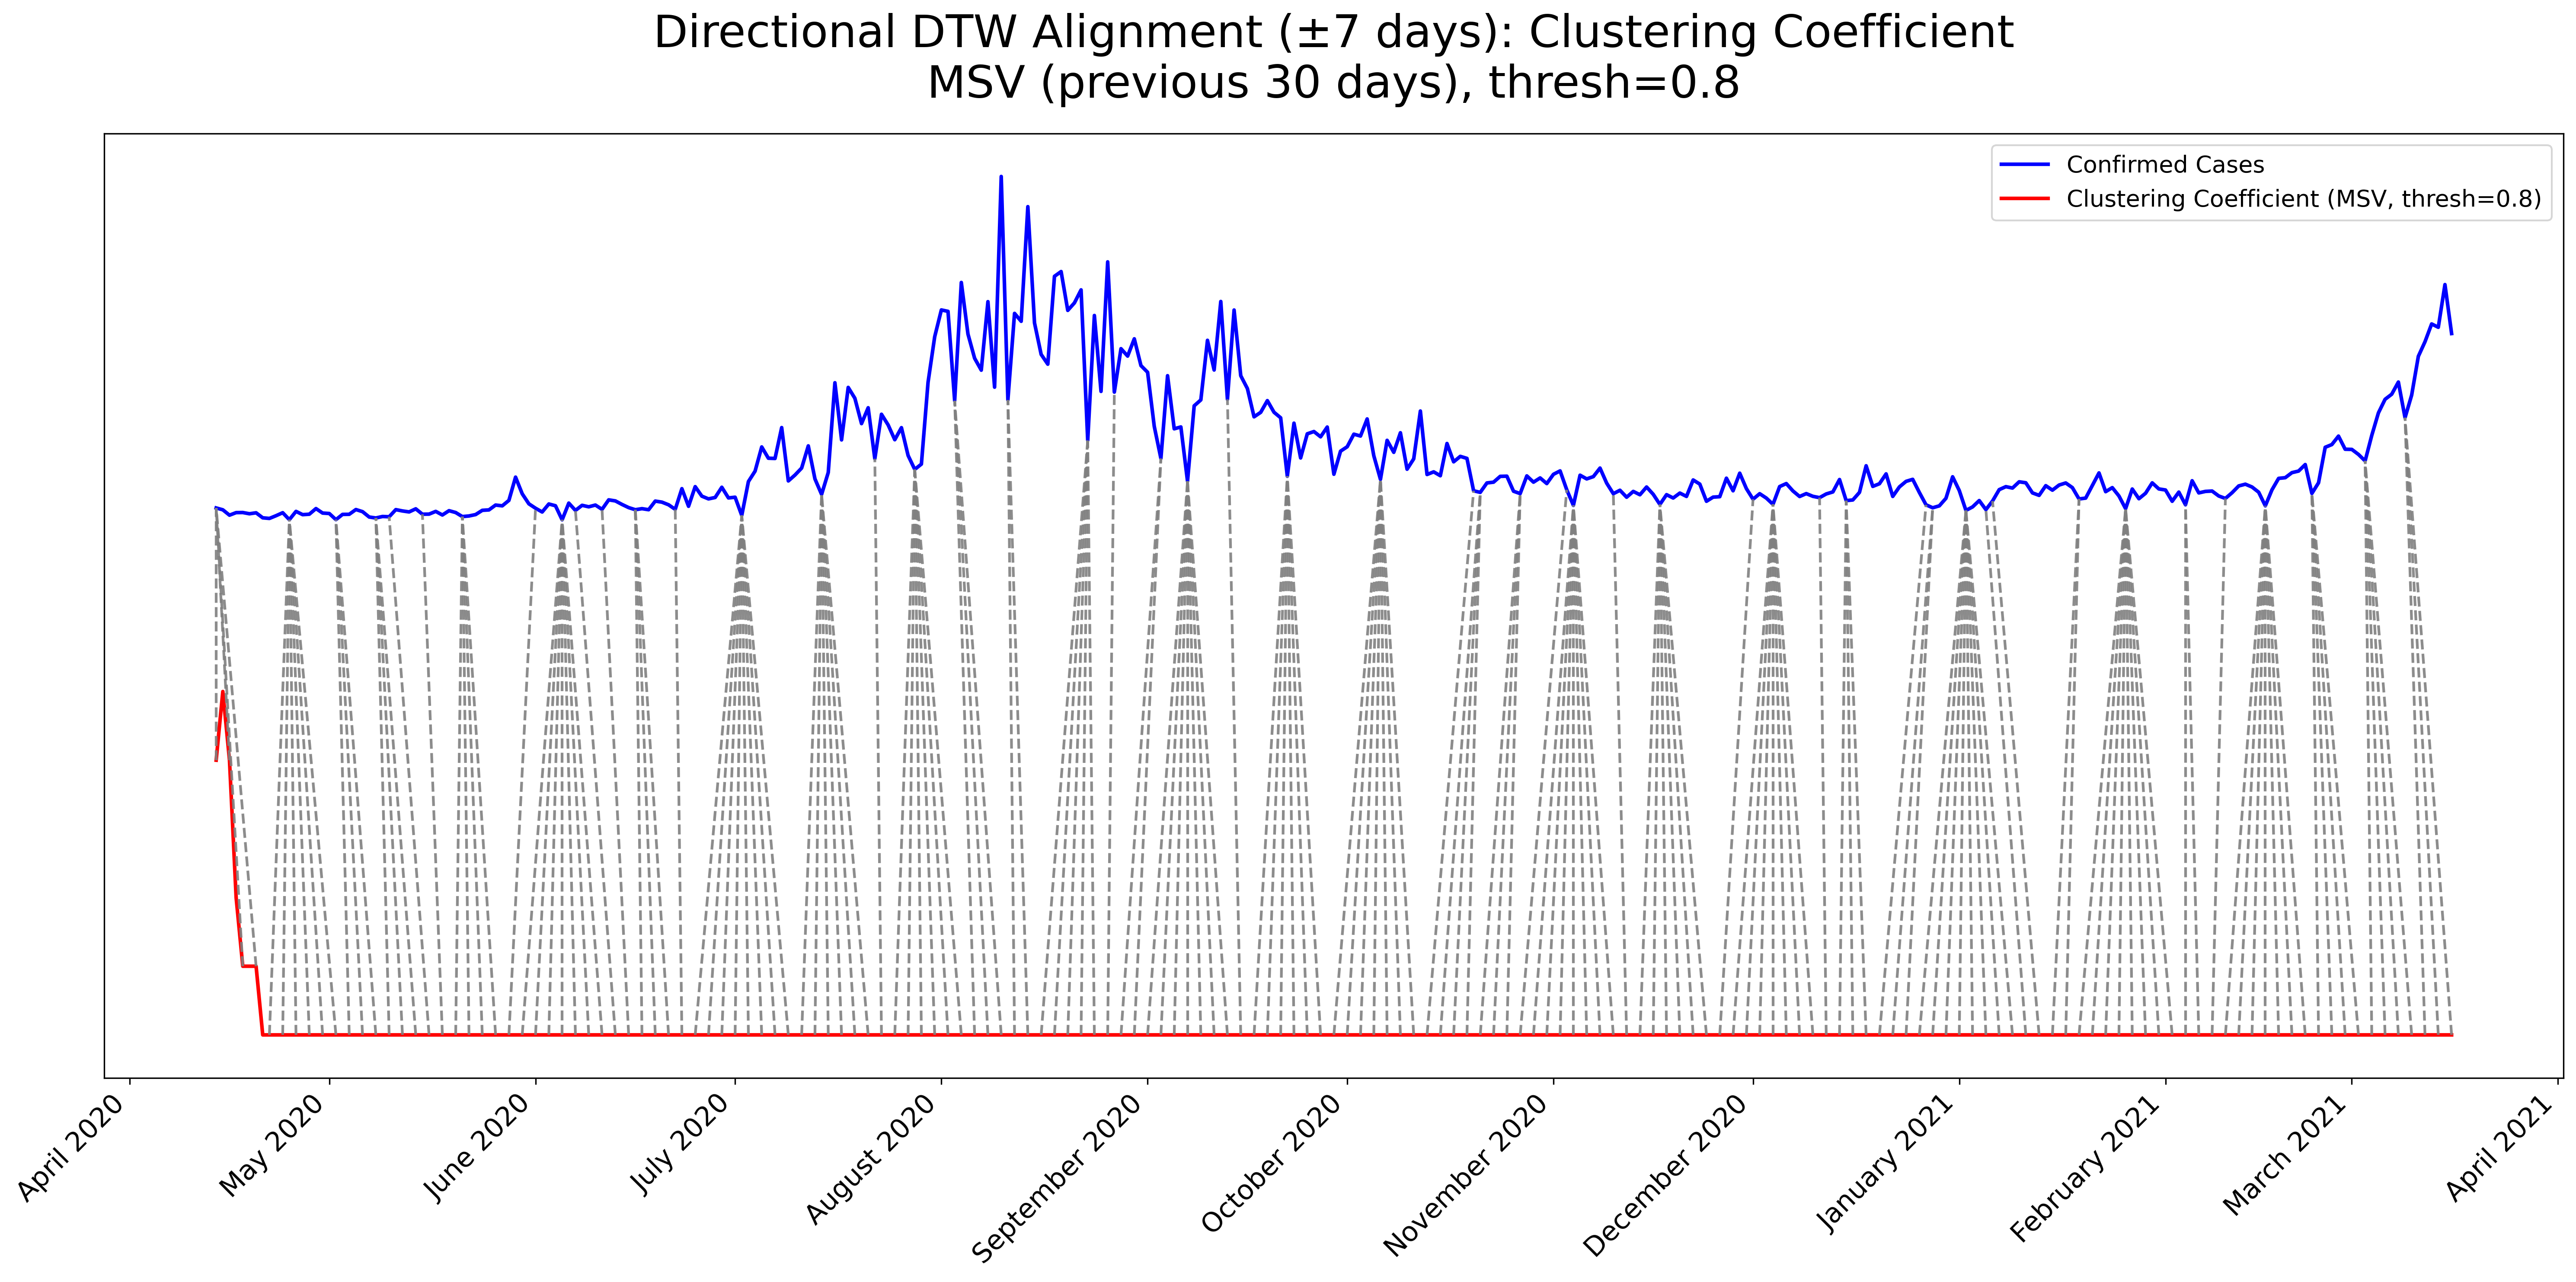 Directional DTW Alignment (±7 days): Clustering Coefficient
MSV (previous 30 days), thresh=0.8
Confirmed Cases
Clustering Coefficient (MSV, thresh=0.8)
April 2020
May 2020
June 2020
July 2020
August 2020
September 2020
October 2020
November 2020
December 2020
January 2021
February 2021
March 2021
April 2021